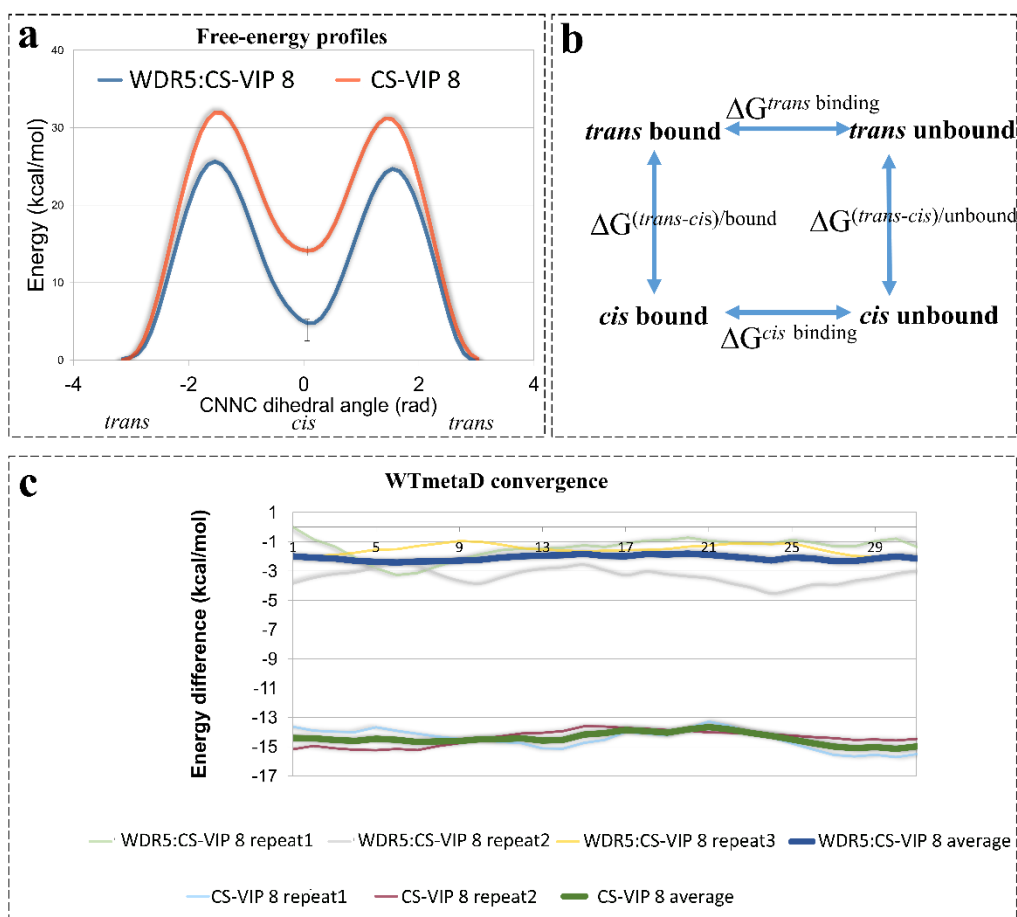 a
Free-energy profiles
WDR5:CS-VIP 8 CS-VIP 8
Energy (kcal/mol)
40
30
20
10
0
-4 -2 0 2 4
CNNC dihedral angle (rad)
trans cis trans
b
ΔG^trans binding
trans bound trans unbound
ΔG^(trans-cis)/bound ΔG^(trans-cis)/unbound
cis bound cis unbound
ΔG^cis binding
c
WTmetaD convergence
Energy difference (kcal/mol)
1
-1
-3
-5
-7
-9
-11
-13
-15
-17
1 5 9 13 17 21 25 29
WDR5:CS-VIP 8 repeat1 WDR5:CS-VIP 8 repeat2 WDR5:CS-VIP 8 repeat3 WDR5:CS-VIP 8 average
CS-VIP 8 repeat1 CS-VIP 8 repeat2 CS-VIP 8 average